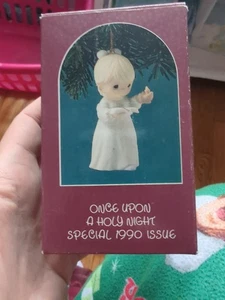 ONCE UPON
A HOLY NIGHT
SPECIAL 1990 ISSUE